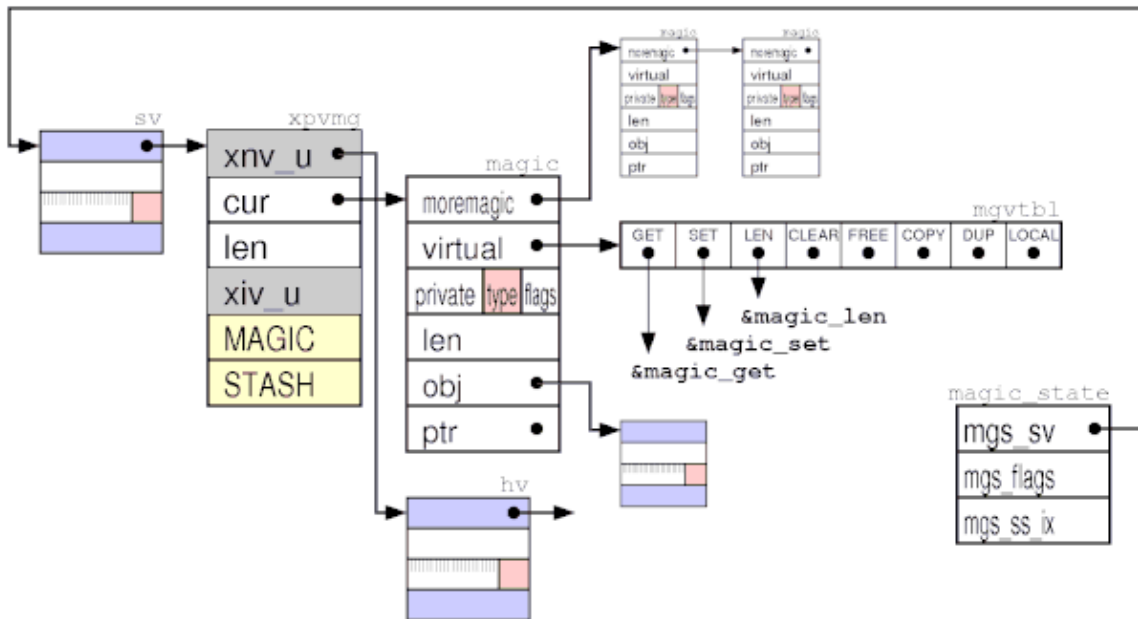 magic
magic
moremagic
moremagic
virtual
virtual
private type flags
private type flags
len
len
obj
obj
ptr
ptr
sv
xpvmg
xnv_u
cur
len
xiv_u
MAGIC
STASH
magic
moremagic
virtual
private type flags
len
obj
ptr
mgvtbl
GET SET LEN CLEAR FREE COPY DUP LOCAL
&magic_len
&magic_set
&magic_get
magic_state
mgs_sv
mgs_flags
mgs_ss_ix
hv